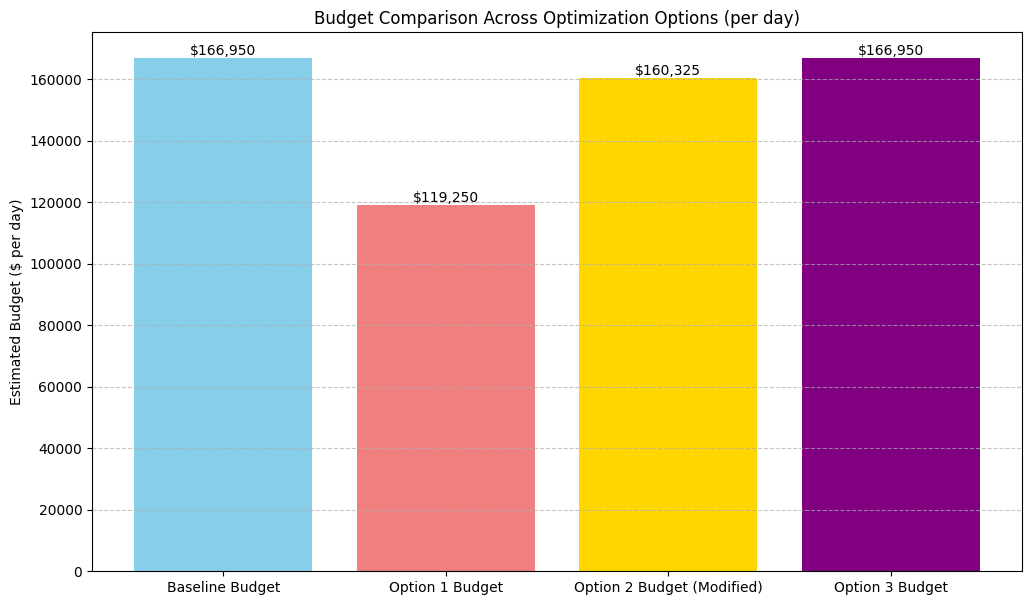 Budget Comparison Across Optimization Options (per day)
Estimated Budget ($ per day)
160000
140000
120000
100000
80000
60000
40000
20000
0
$166,950
$119,250
$160,325
$166,950
Baseline Budget
Option 1 Budget
Option 2 Budget (Modified)
Option 3 Budget